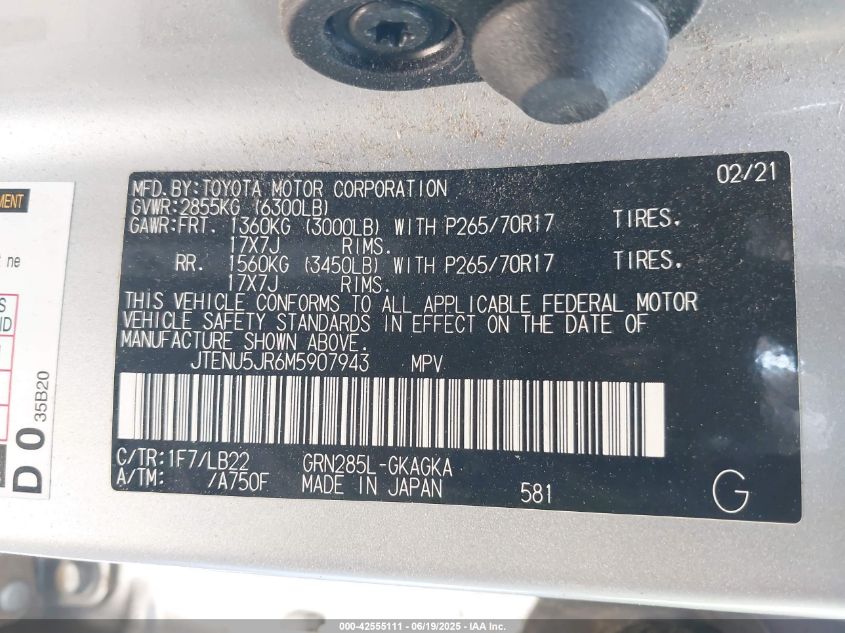 MFD. BY: TOYOTA MOTOR CORPORATION 02/21
GVWR: 2855KG (6300LB)
GAWR: FRT. 1360KG (3000LB) WITH P265/70R17 TIRES.
17X7J RIMS.
RR. 1560KG (3450LB) WITH P265/70R17 TIRES.
17X7J RIMS.
THIS VEHICLE CONFORMS TO ALL APPLICABLE FEDERAL MOTOR
VEHICLE SAFETY STANDARDS IN EFFECT ON THE DATE OF
MANUFACTURE SHOWN ABOVE.
JTENU5JR6M5907943 MPV
C/TR: 1F7/LB22 GRN285L-GKAGKA
A/TM: /A750F MADE IN JAPAN 581 G
MENT
t ne
S
ND
D 0 35B20
000-42555111 - 06/19/2025 - IAA Inc.